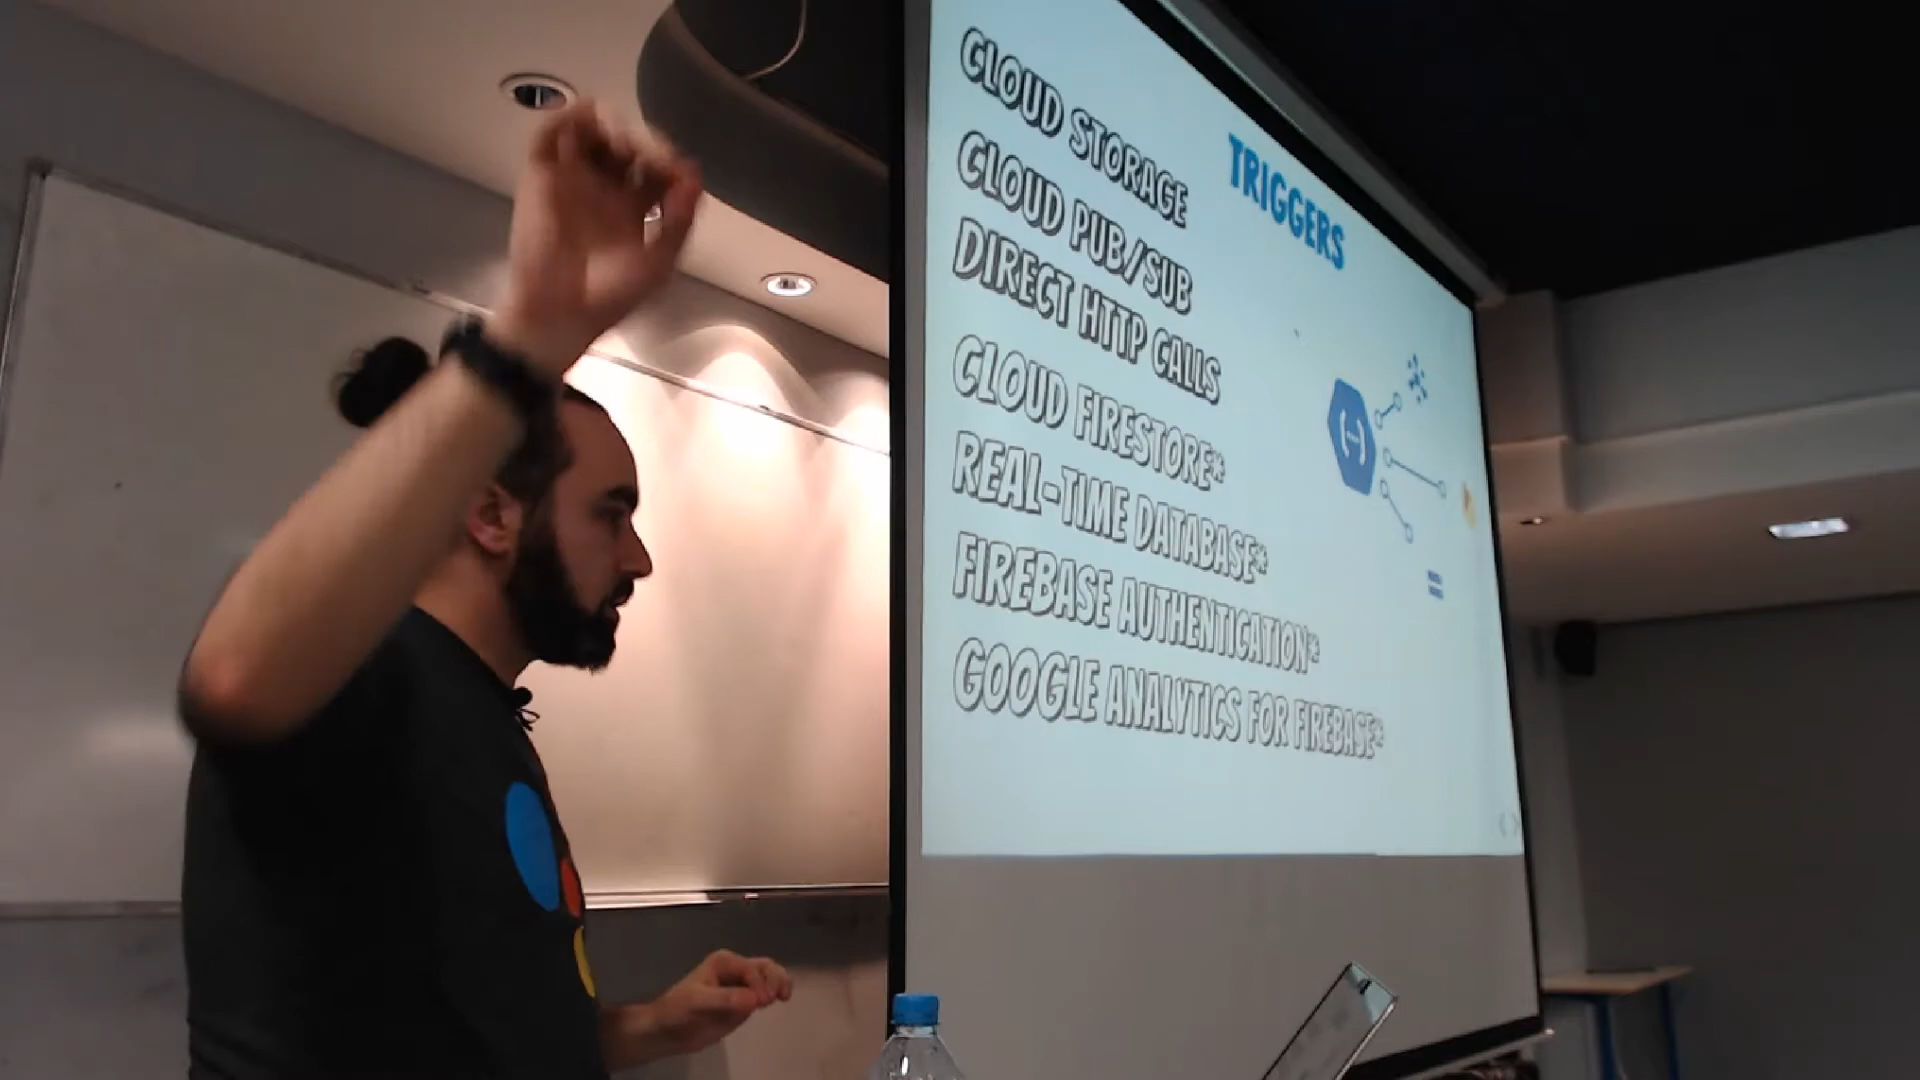 TRIGGERS
CLOUD STORAGE
CLOUD PUB/SUB
DIRECT HTTP CALLS
CLOUD FIRESTORE*
REAL-TIME DATABASE*
FIREBASE AUTHENTICATION*
GOOGLE ANALYTICS FOR FIREBASE*